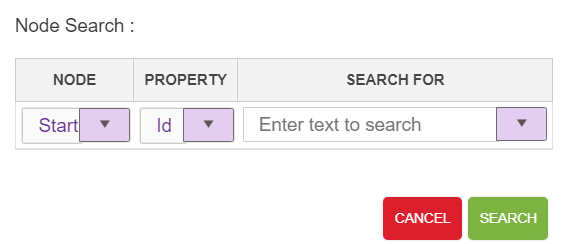 Node Search :
NODE PROPERTY SEARCH FOR
Start Id Enter text to search
CANCEL SEARCH